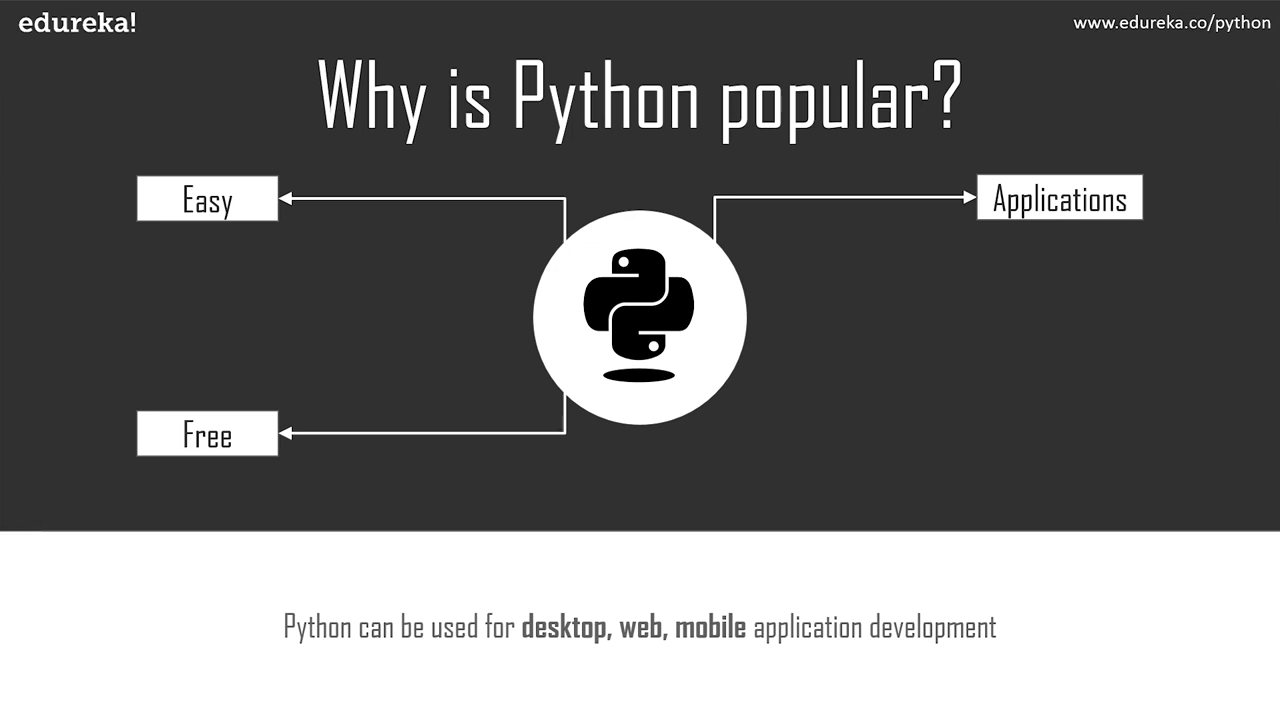 edureka!
www.edureka.co/python
Why is Python popular?
Easy
Applications
Free
Python can be used for desktop, web, mobile application development